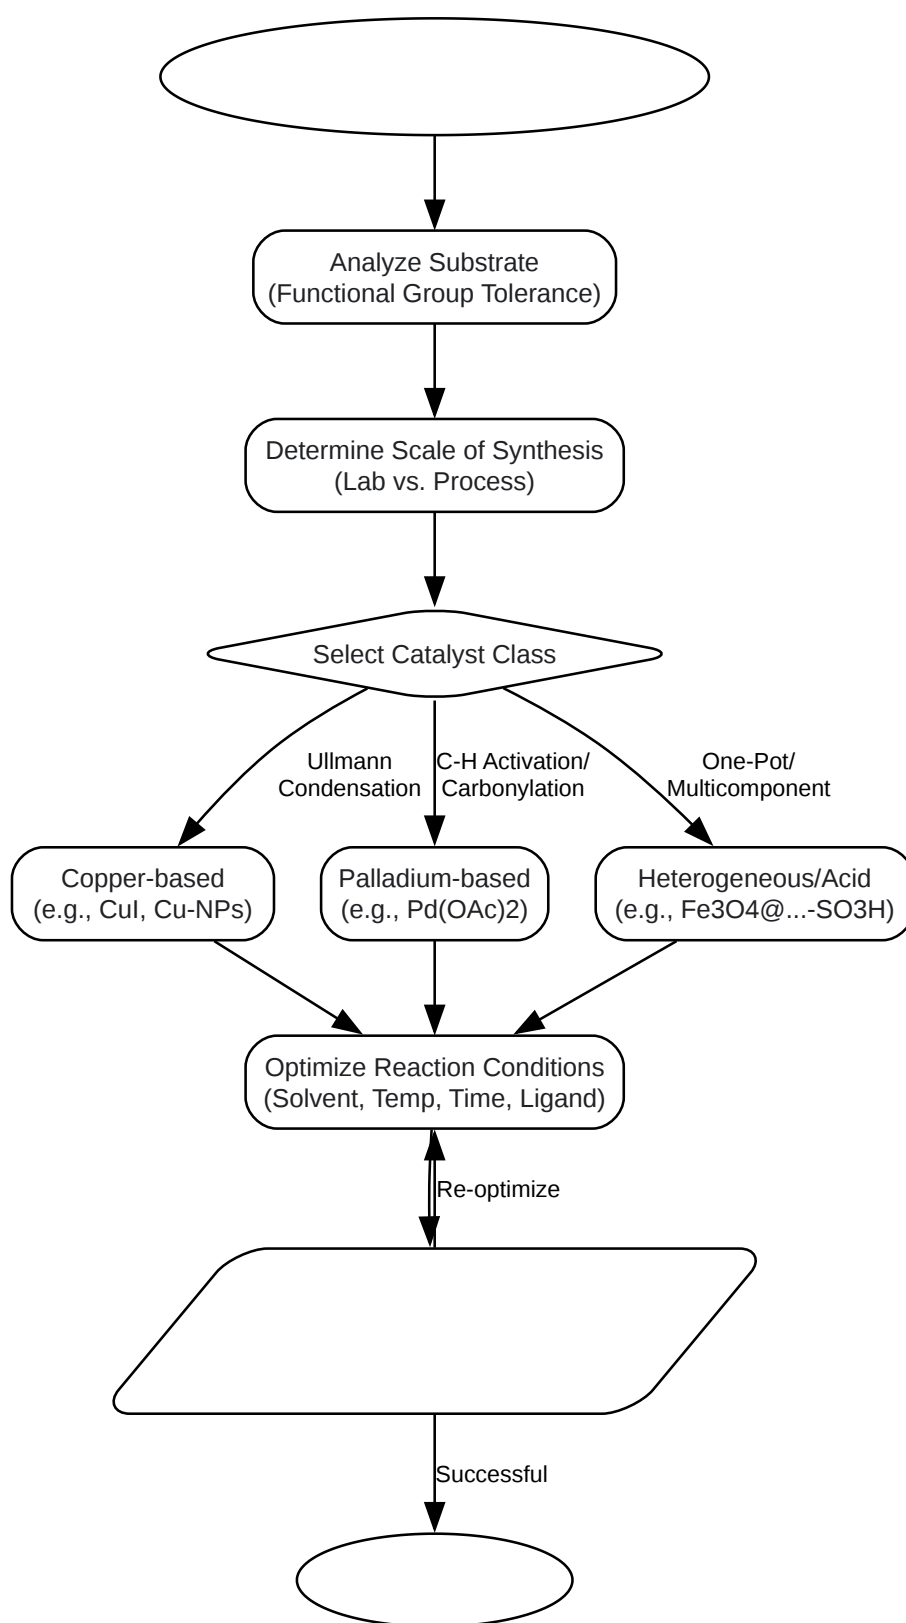 Analyze Substrate
(Functional Group Tolerance)
Determine Scale of Synthesis
(Lab vs. Process)
Select Catalyst Class
Ullmann
Condensation
C-H Activation/
Carbonylation
One-Pot/
Multicomponent
Copper-based
(e.g., CuI, Cu-NPs)
Palladium-based
(e.g., Pd(OAc)2)
Heterogeneous/Acid
(e.g., Fe3O4@...-SO3H)
Optimize Reaction Conditions
(Solvent, Temp, Time, Ligand)
Re-optimize
Successful